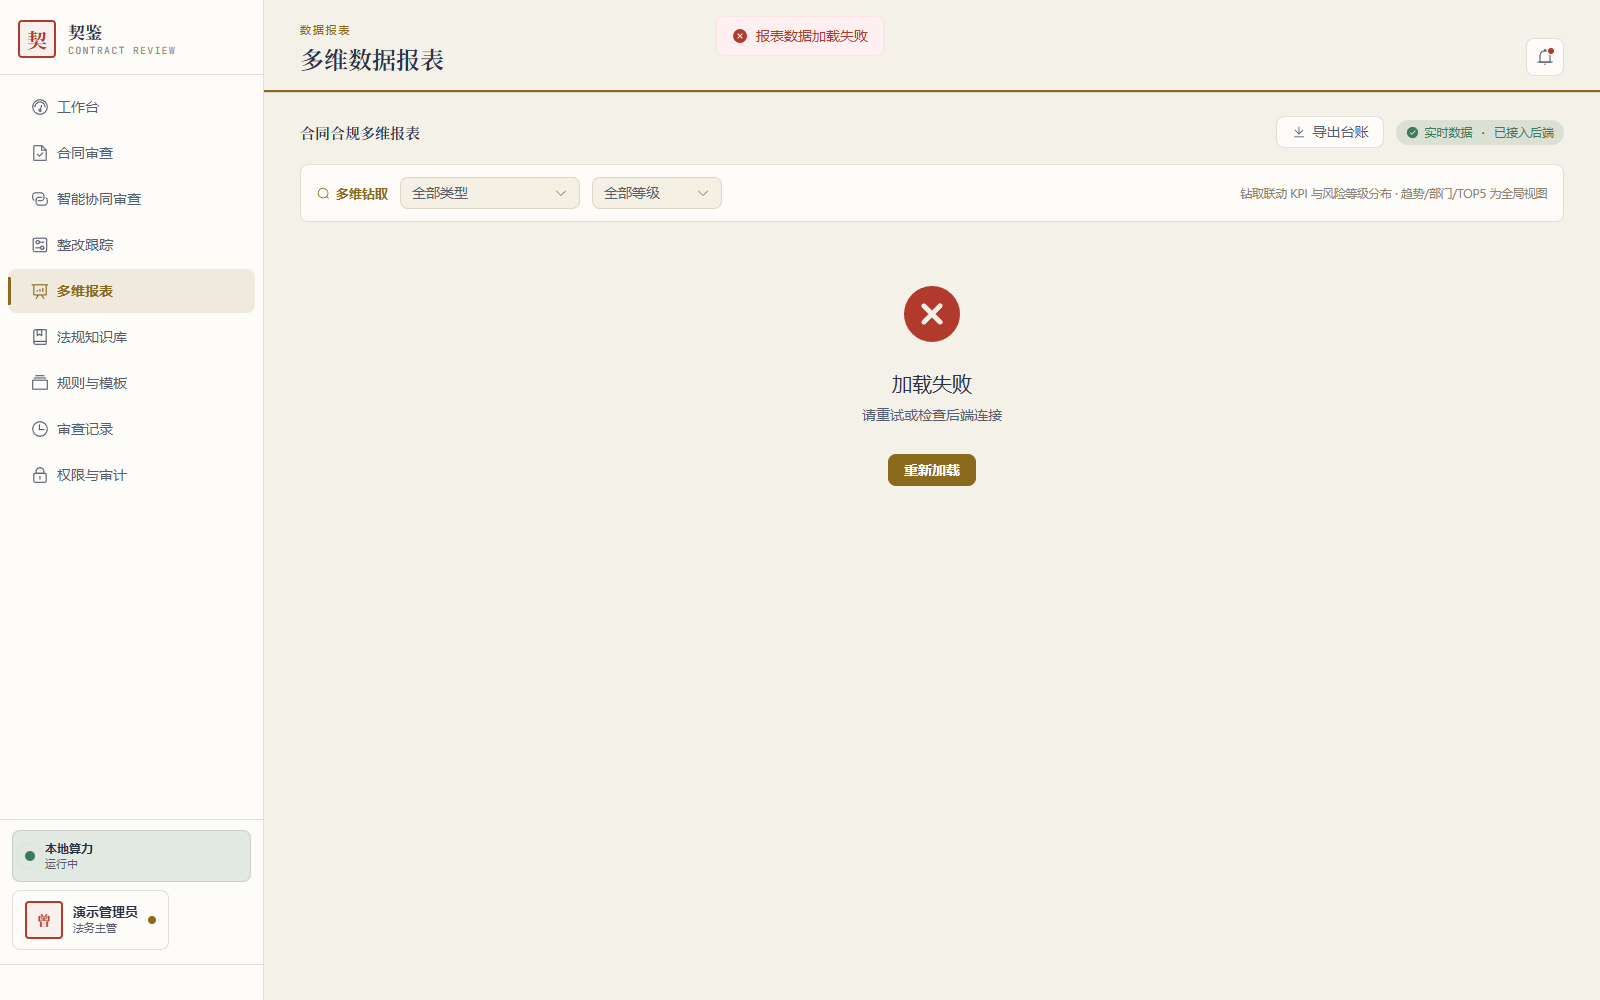 契
契鉴
CONTRACT REVIEW
工作台
合同审查
智能协同审查
整改跟踪
多维报表
法规知识库
规则与模板
审查记录
权限与审计
本地算力
运行中
演示管理员
法务主管
数据报表
多维数据报表
报表数据加载失败
合同合规多维报表
导出台账
实时数据 · 已接入后端
多维钻取
全部类型
全部等级
钻取联动 KPI 与风险等级分布 · 趋势/部门/TOP5 为全局视图
加载失败
请重试或检查后端连接
重新加载